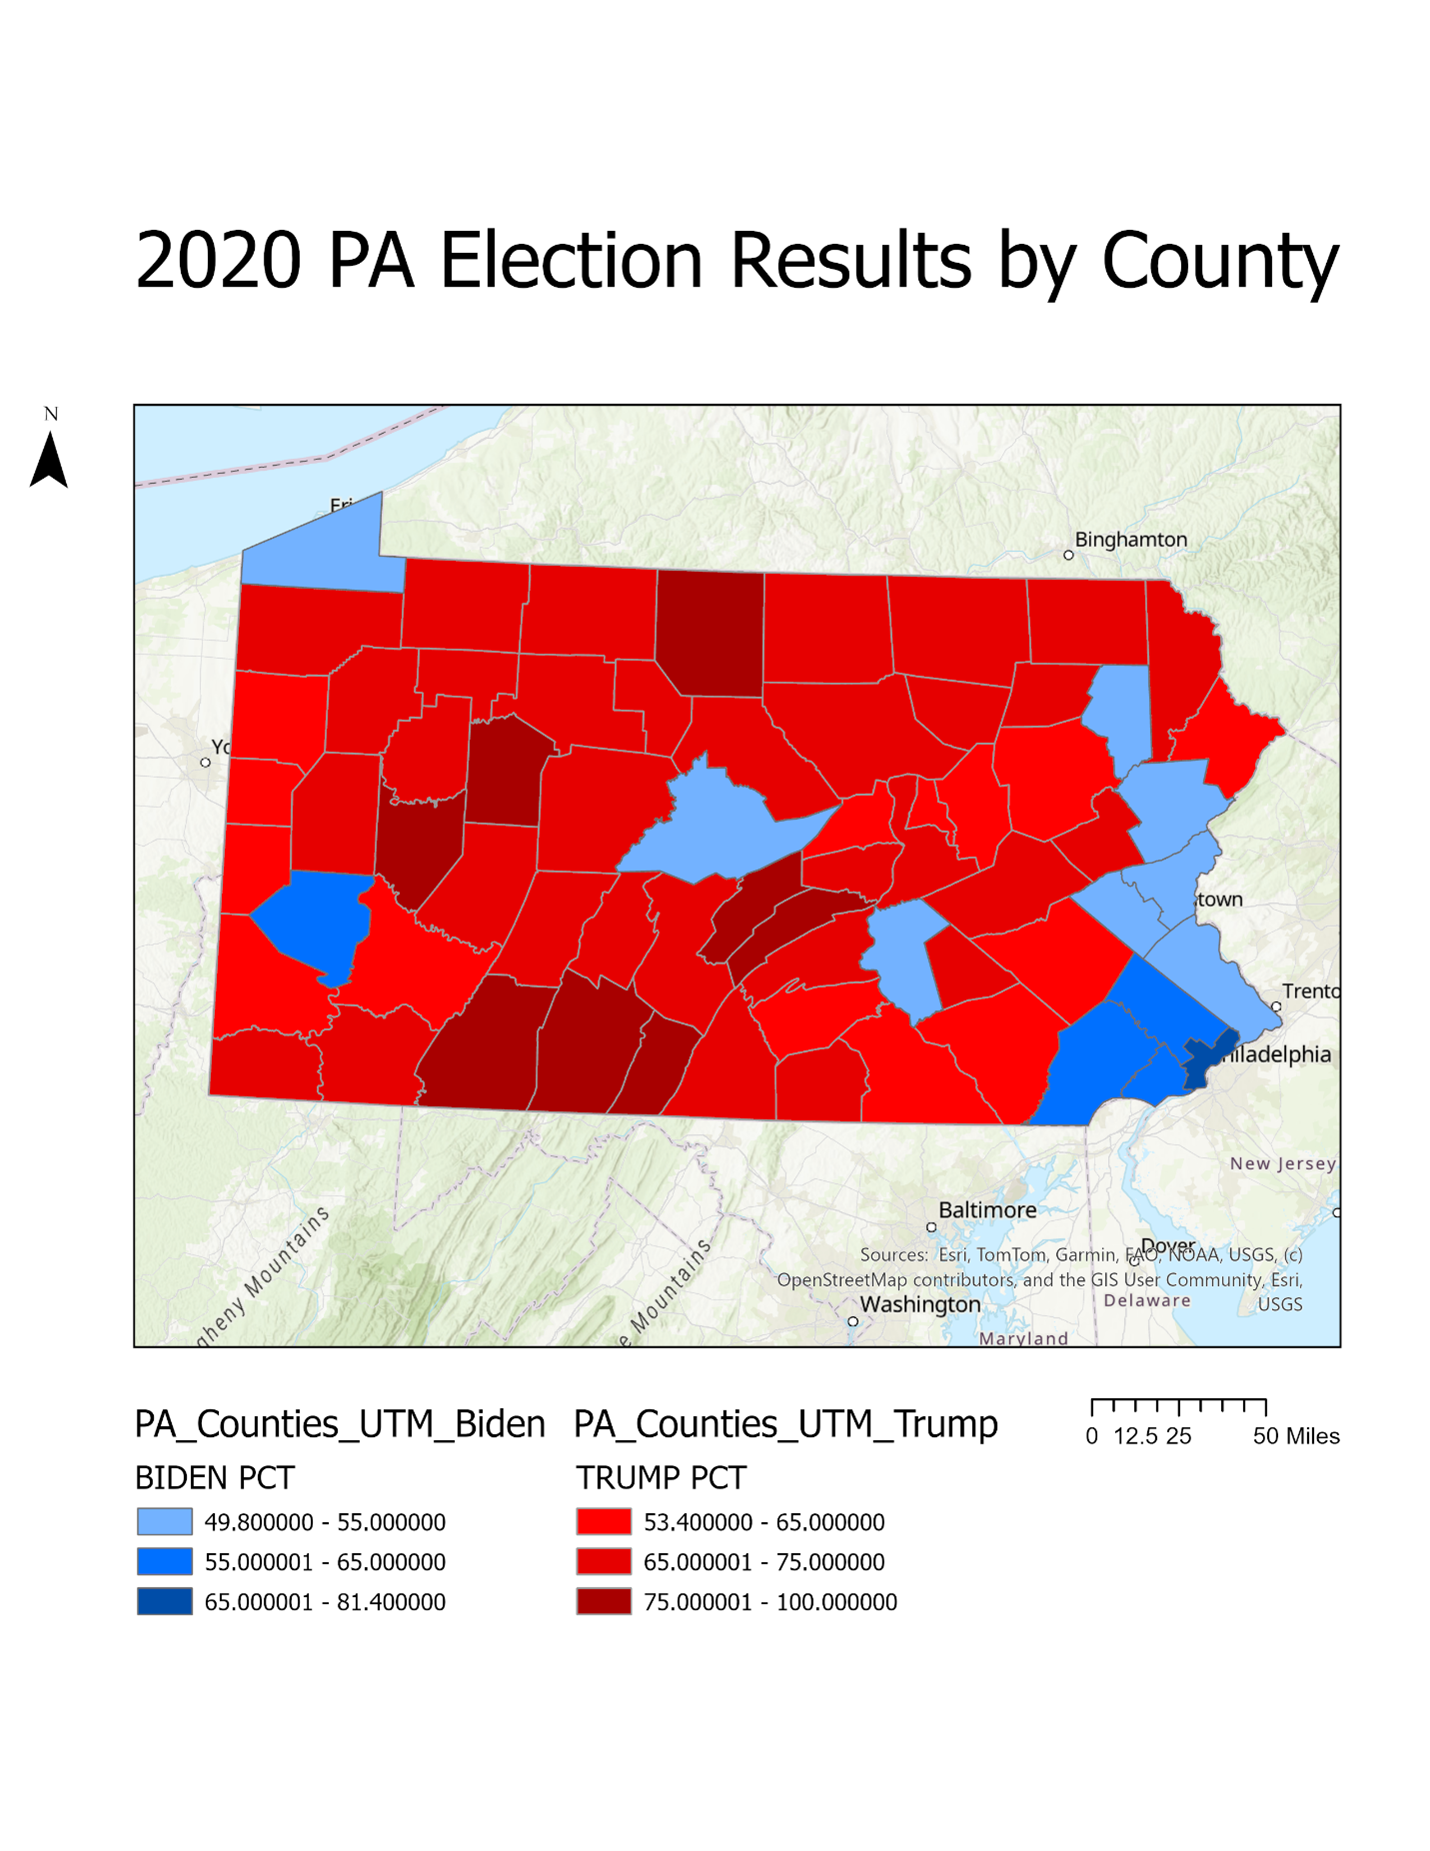 2020 PA Election Results by County
N
Eri
Binghamton
Yo
town
Trento
hiladelphia
New Jersey
Baltimore
Dover
Sources: Esri, TomTom, Garmin, FAO, NOAA, USGS, (c)
OpenStreetMap contributors, and the GIS User Community, Esri,
USGS
Washington
Delaware
Maryland
gheny Mountains
e Mountains
PA_Counties_UTM_Biden
BIDEN PCT
49.800000 - 55.000000
55.000001 - 65.000000
65.000001 - 81.400000
PA_Counties_UTM_Trump
TRUMP PCT
53.400000 - 65.000000
65.000001 - 75.000000
75.000001 - 100.000000
0 12.5 25 50 Miles